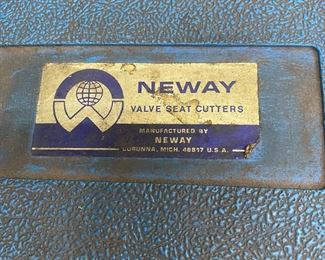 NEWAY
VALVE SEAT CUTTERS
MANUFACTURED BY
NEWAY
CORUNNA, MICH. 48817 U.S.A.